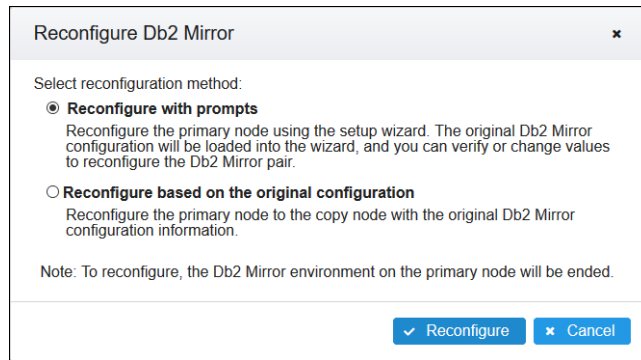 Reconfigure Db2 Mirror
Select reconfiguration method:
Reconfigure with prompts
Reconfigure the primary node using the setup wizard. The original Db2 Mirror
configuration will be loaded into the wizard, and you can verify or change values
to reconfigure the Db2 Mirror pair.
Reconfigure based on the original configuration
Reconfigure the primary node to the copy node with the original Db2 Mirror
configuration information.
Note: To reconfigure, the Db2 Mirror environment on the primary node will be ended.
Reconfigure Cancel